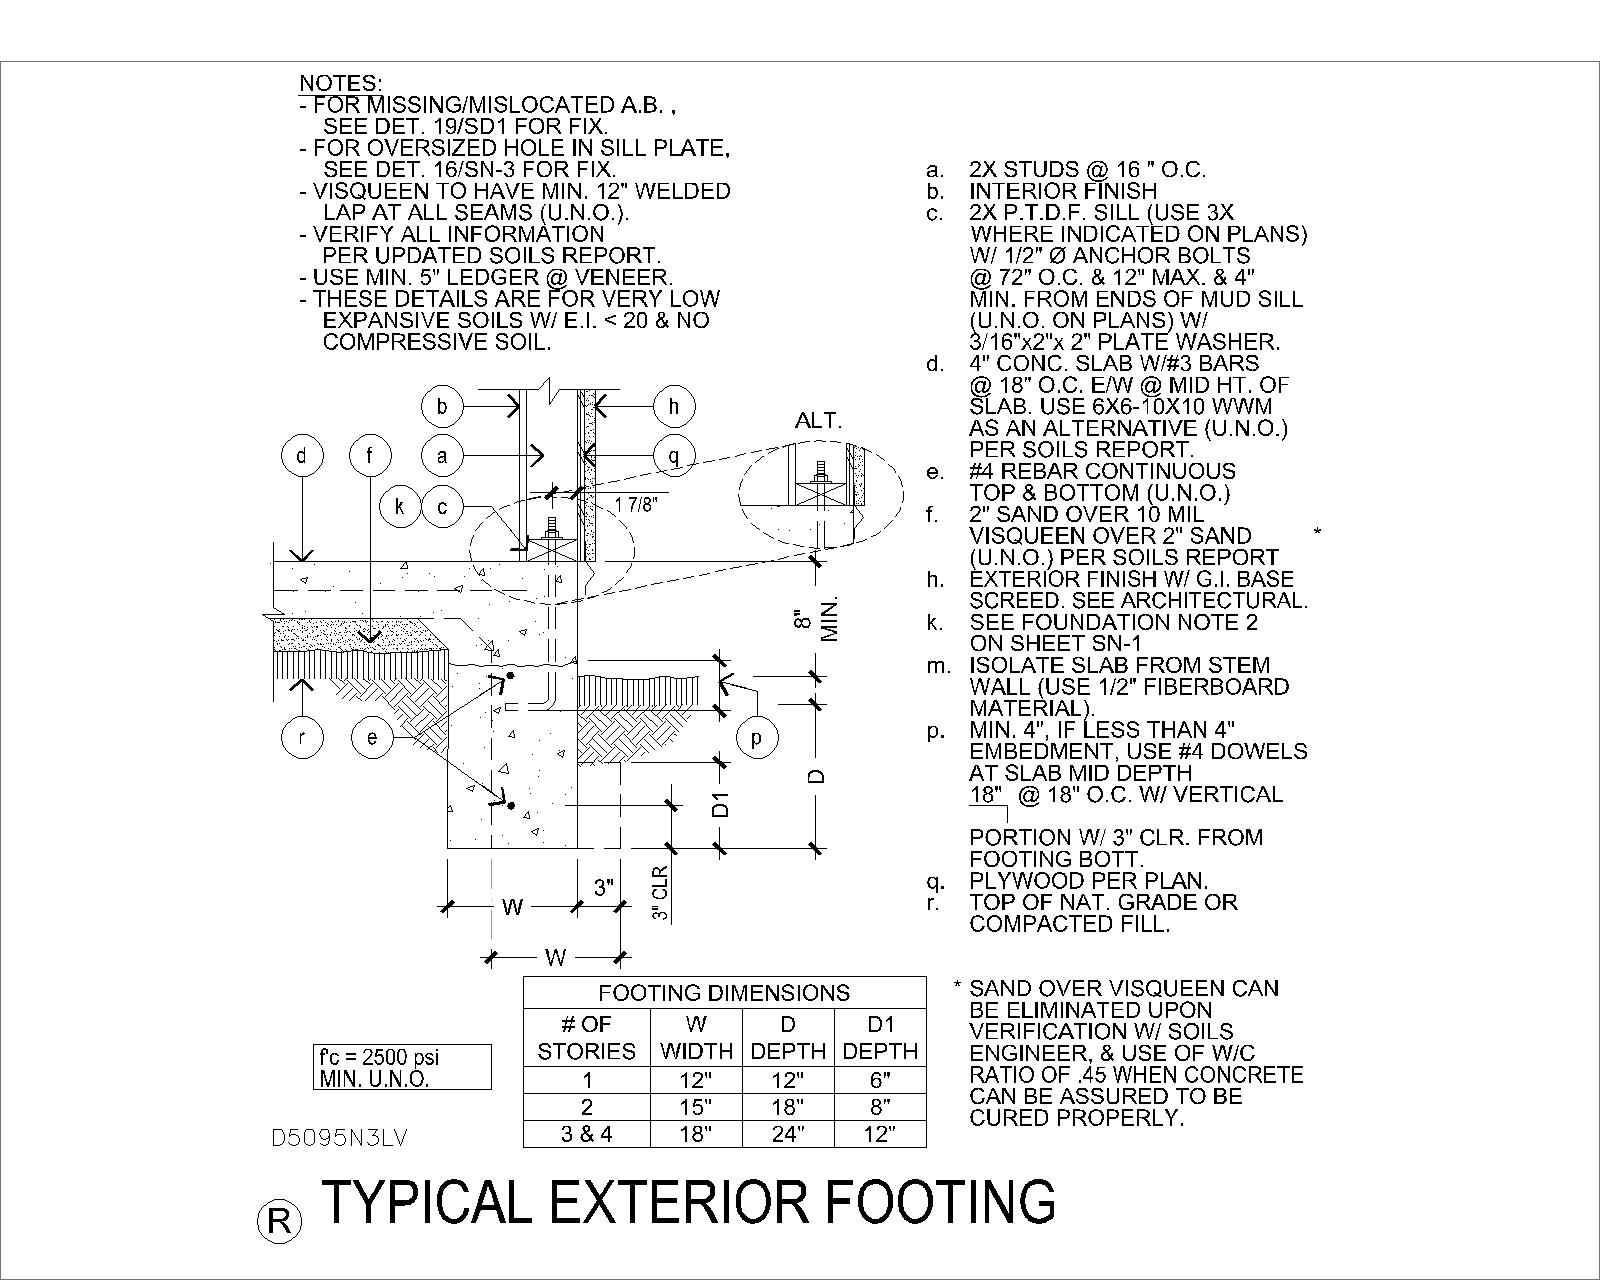 NOTES:
- FOR MISSING/MISLOCATED A.B. ,
SEE DET. 19/SD1 FOR FIX.
- FOR OVERSIZED HOLE IN SILL PLATE,
SEE DET. 16/SN-3 FOR FIX.
- VISQUEEN TO HAVE MIN. 12" WELDED
LAP AT ALL SEAMS (U.N.O.).
- VERIFY ALL INFORMATION
PER UPDATED SOILS REPORT.
- USE MIN. 5" LEDGER @ VENEER.
- THESE DETAILS ARE FOR VERY LOW
EXPANSIVE SOILS W/ E.I. < 20 & NO
COMPRESSIVE SOIL.
a. 2X STUDS @ 16 " O.C.
b. INTERIOR FINISH
c. 2X P.T.D.F. SILL (USE 3X
WHERE INDICATED ON PLANS)
W/ 1/2" Ø ANCHOR BOLTS
@ 72" O.C. & 12" MAX. & 4"
MIN. FROM ENDS OF MUD SILL
(U.N.O. ON PLANS) W/
3/16"x2"x 2" PLATE WASHER.
d. 4" CONC. SLAB W/#3 BARS
@ 18" O.C. E/W @ MID HT. OF
SLAB. USE 6X6-10X10 WWM
AS AN ALTERNATIVE (U.N.O.)
PER SOILS REPORT.
e. #4 REBAR CONTINUOUS
TOP & BOTTOM (U.N.O.)
f. 2" SAND OVER 10 MIL
VISQUEEN OVER 2" SAND *
(U.N.O.) PER SOILS REPORT
h. EXTERIOR FINISH W/ G.I. BASE
SCREED. SEE ARCHITECTURAL.
k. SEE FOUNDATION NOTE 2
ON SHEET SN-1
m. ISOLATE SLAB FROM STEM
WALL (USE 1/2" FIBERBOARD
MATERIAL).
p. MIN. 4", IF LESS THAN 4"
EMBEDMENT, USE #4 DOWELS
AT SLAB MID DEPTH
18" @ 18" O.C. W/ VERTICAL
PORTION W/ 3" CLR. FROM
FOOTING BOTT.
q. PLYWOOD PER PLAN.
r. TOP OF NAT. GRADE OR
COMPACTED FILL.
* SAND OVER VISQUEEN CAN
BE ELIMINATED UPON
VERIFICATION W/ SOILS
ENGINEER, & USE OF W/C
RATIO OF .45 WHEN CONCRETE
CAN BE ASSURED TO BE
CURED PROPERLY.
b
h
ALT.
d
f
a
q
k
c
1 7/8"
8"
MIN.
r
e
p
D
D1
3"
3" CLR
W
W
FOOTING DIMENSIONS
# OF W D D1
STORIES WIDTH DEPTH DEPTH
1 12" 12" 6"
2 15" 18" 8"
3 & 4 18" 24" 12"
f'c = 2500 psi
MIN. U.N.O.
D5095N3LV
R TYPICAL EXTERIOR FOOTING